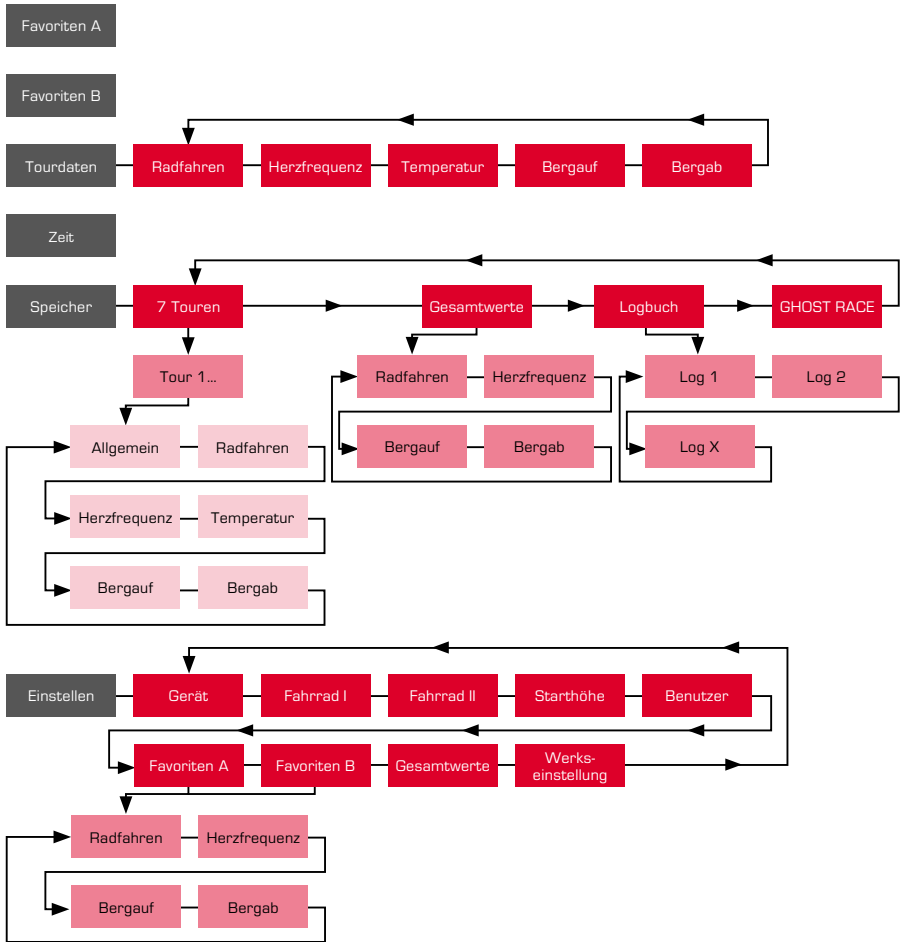 Favoriten A
Favoriten B
Tourdaten
Radfahren
Herzfrequenz
Temperatur
Bergauf
Bergab
Zeit
Speicher
7 Touren
Gesamtwerte
Logbuch
GHOST RACE
Tour 1...
Radfahren
Herzfrequenz
Log 1
Log 2
Allgemein
Radfahren
Bergauf
Bergab
Log X
Herzfrequenz
Temperatur
Bergauf
Bergab
Einstellen
Gerät
Fahrrad I
Fahrrad II
Starthöhe
Benutzer
Favoriten A
Favoriten B
Gesamtwerte
Werks-
einstellung
Radfahren
Herzfrequenz
Bergauf
Bergab